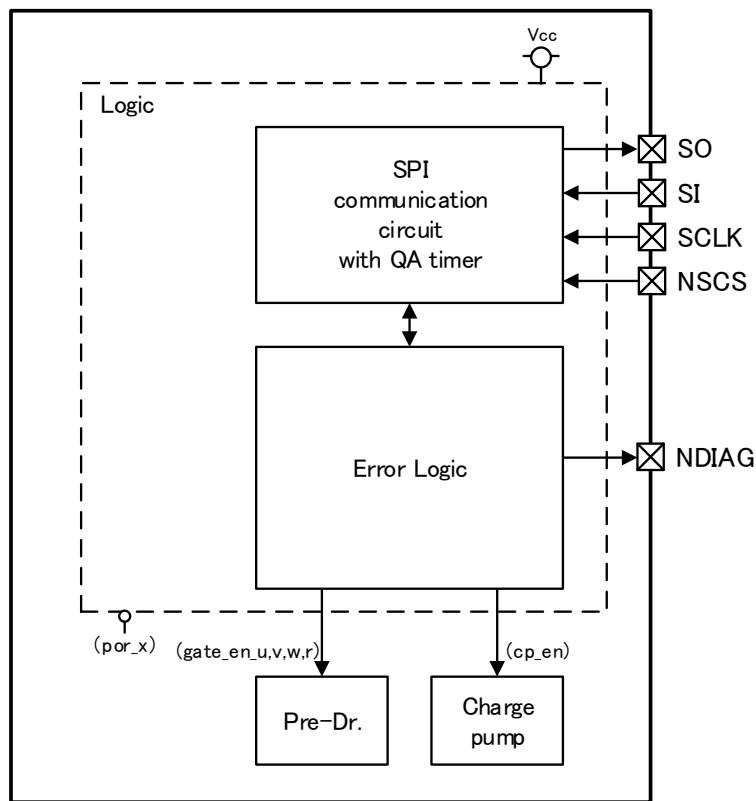 Vcc
Logic
SPI
communication
circuit
with QA timer
SO
SI
SCLK
NSCS
Error Logic
NDIAG
(por_x)
(gate_en_u,v,w,r)
(cp_en)
Pre-Dr.
Charge
pump